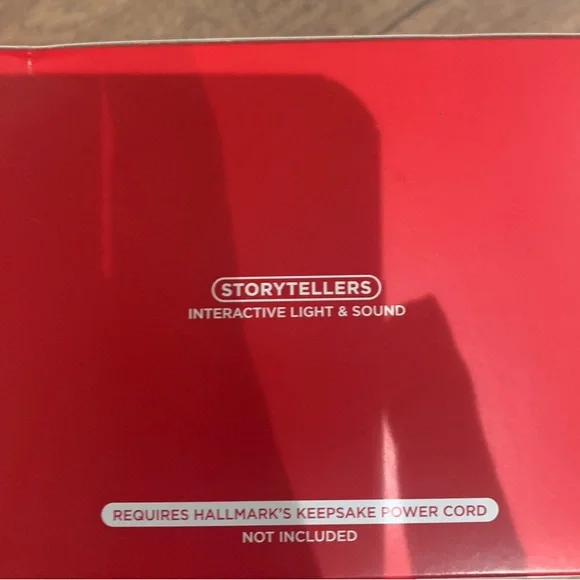 STORYTELLERS
INTERACTIVE LIGHT & SOUND
REQUIRES HALLMARK'S KEEPSAKE POWER CORD
NOT INCLUDED